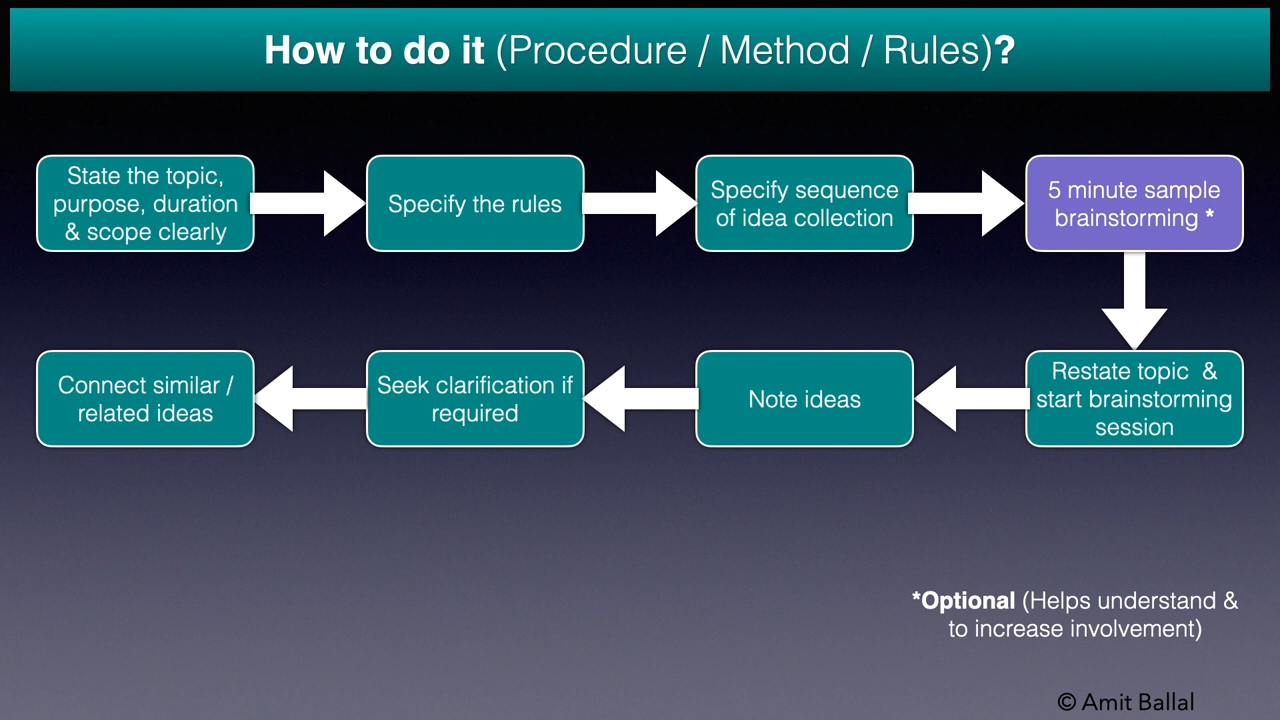 How to do it (Procedure / Method / Rules)?
State the topic,
purpose, duration
& scope clearly
Specify the rules
Specify sequence
of idea collection
5 minute sample
brainstorming *
Restate topic &
start brainstorming
session
Note ideas
Seek clarification if
required
Connect similar /
related ideas
*Optional (Helps understand &
to increase involvement)
© Amit Ballal